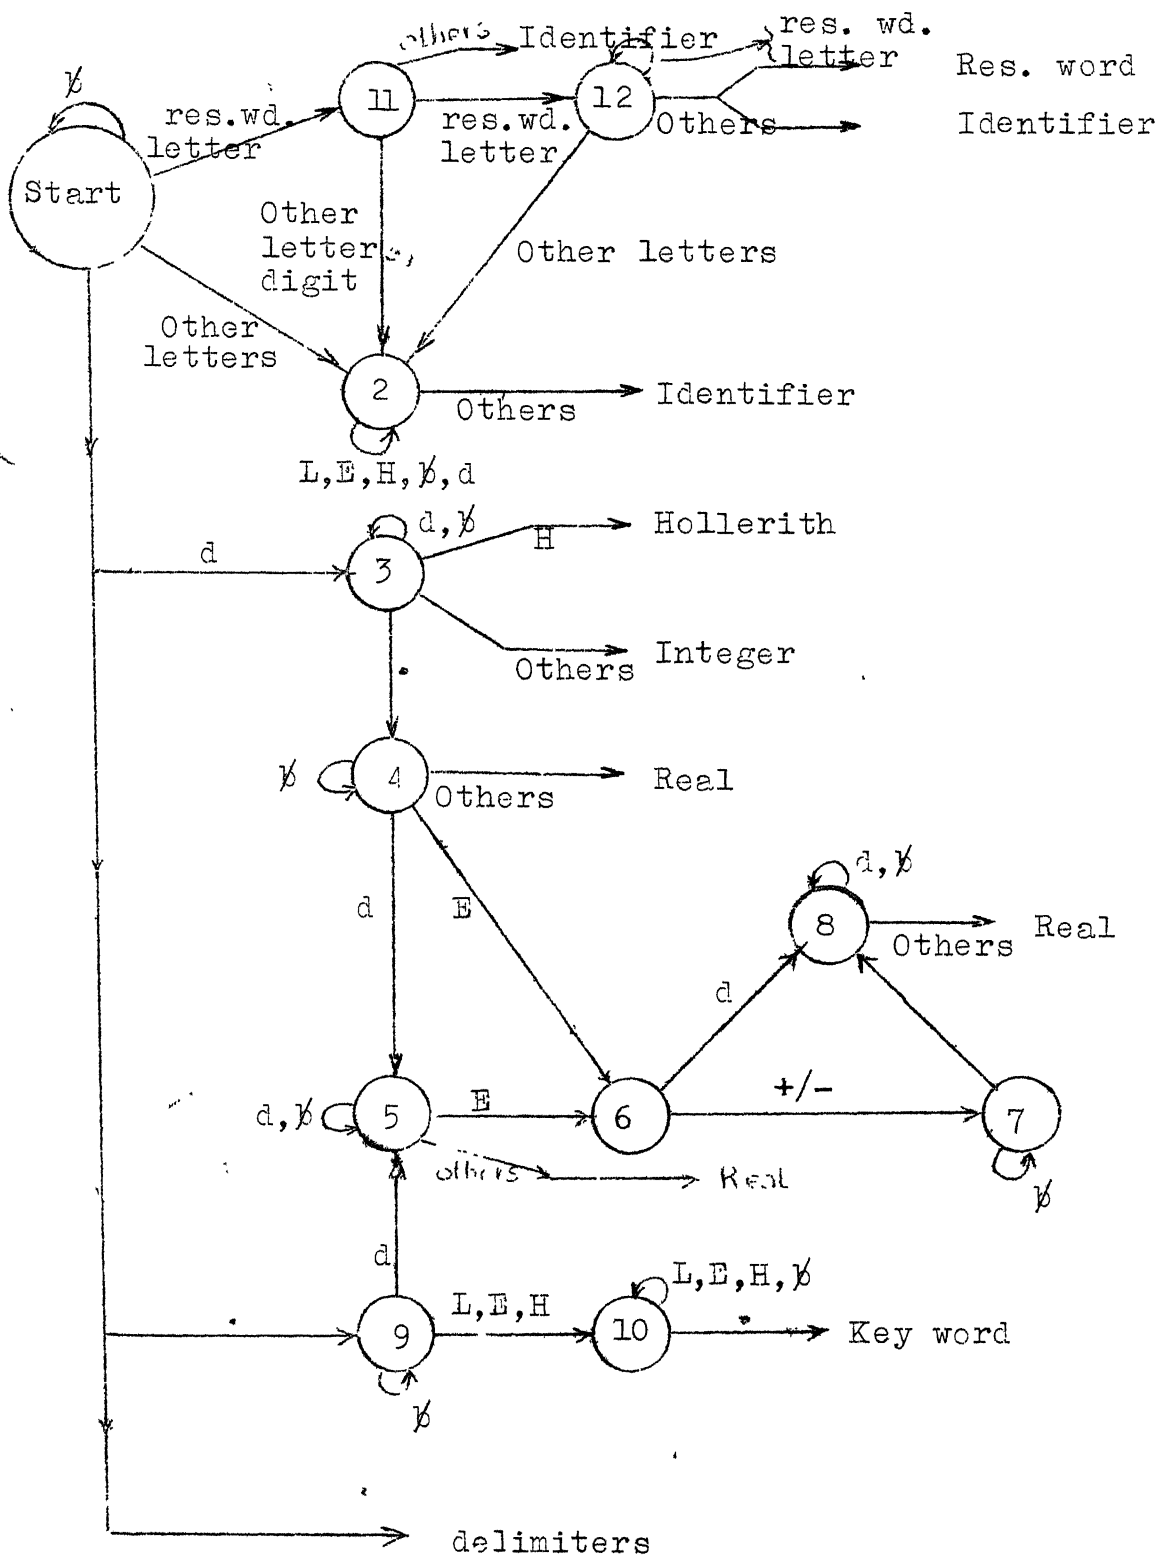 others Identifier
res. wd.
letter
Res. word
ƀ
11
12
res.wd.
letter
res.wd.
letter
Others
Identifier
Start
Other
letters,
digit
Other letters
Other
letters
2
Others
Identifier
L,E,H,ƀ,d
d,ƀ
H
Hollerith
d
3
Others
Integer
.
ƀ
4
Others
Real
d
E
d,ƀ
8
Others
Real
d
+/-
d,ƀ
5
E
6
7
others
Real
ƀ
d
L,E,H,ƀ
L,E,H
.
9
10
.
Key word
ƀ
delimiters